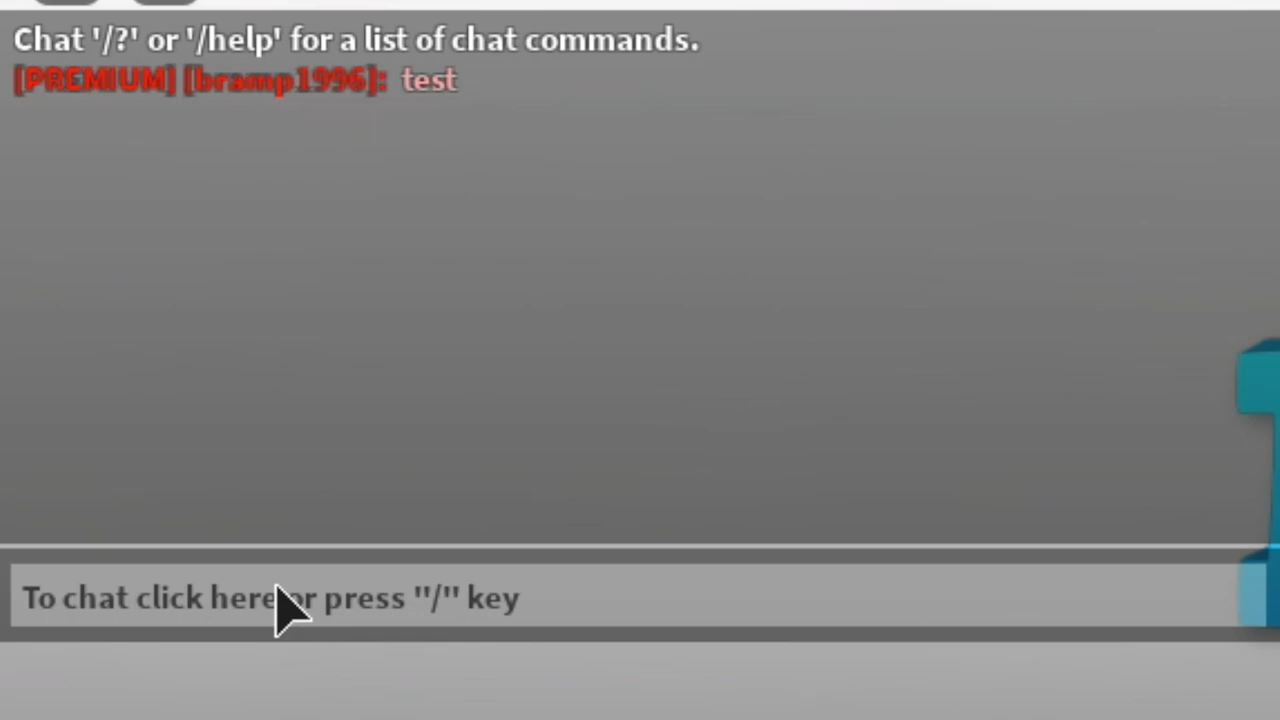 Chat '/?' or '/help' for a list of chat commands.
[PREMIUM] [bramp1996]: test
To chat click here or press "/" key